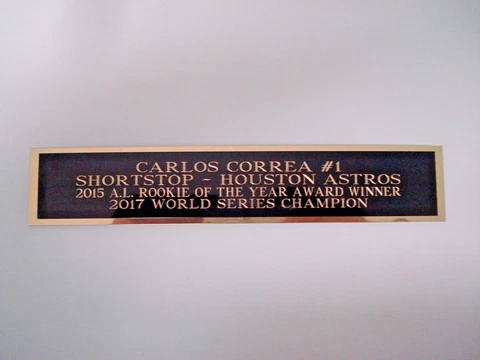 CARLOS CORREA #1
SHORTSTOP - HOUSTON ASTROS
2015 A.L. ROOKIE OF THE YEAR AWARD WINNER
2017 WORLD SERIES CHAMPION